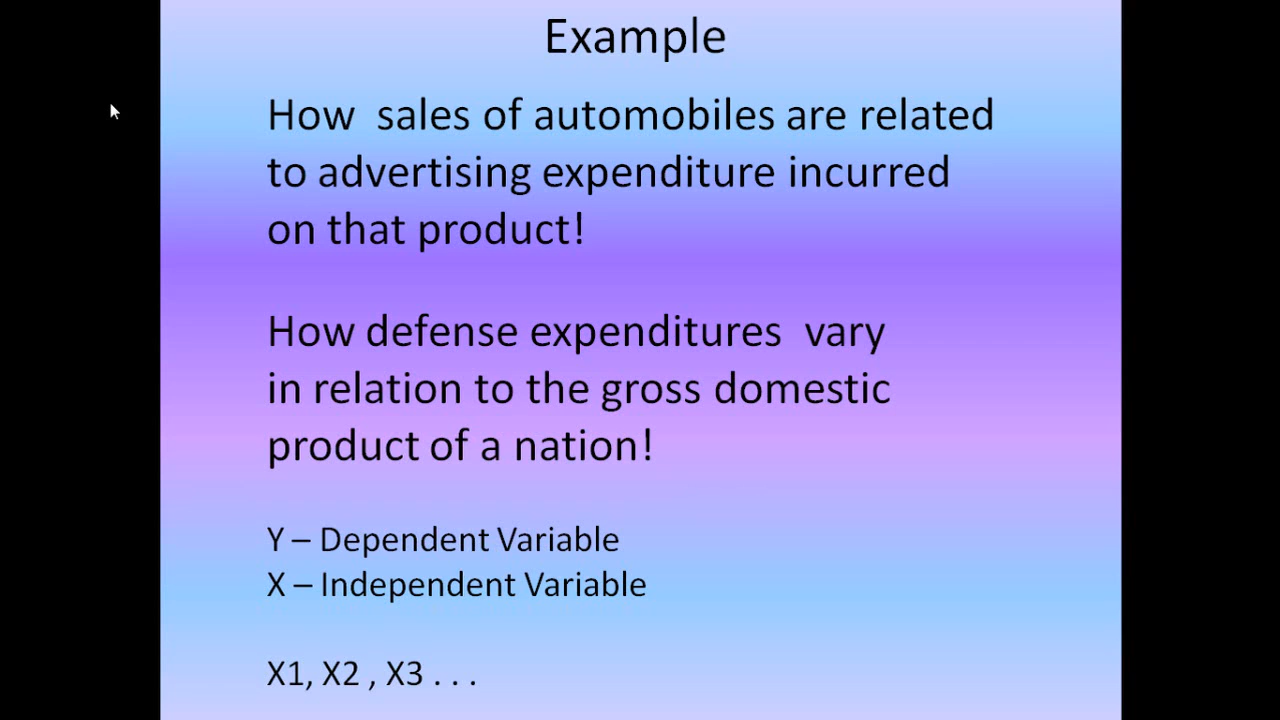 Example
How  sales of automobiles are related
to advertising expenditure incurred
on that product!
How defense expenditures  vary
in relation to the gross domestic
product of a nation!
Y – Dependent Variable
X – Independent Variable
X1, X2 , X3 . . .